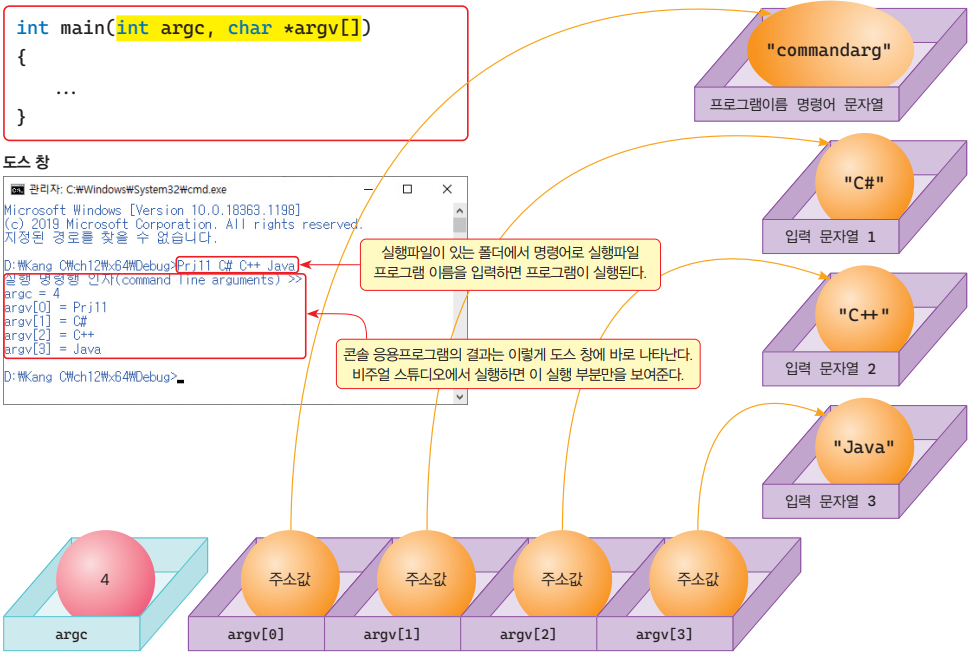 int main(int argc, char *argv[])
{
...
}
도스 창
관리자: C:₩Windows₩System32₩cmd.exe
Microsoft Windows [Version 10.0.18363.1198]
(c) 2019 Microsoft Corporation. All rights reserved.
지정된 경로를 찾을 수 없습니다.
D:₩Kang C₩ch12₩x64₩Debug>Prj11 C# C++ Java
실행 명령행 인자(command line arguments) >>
argc = 4
argv[0] = Prj11
argv[1] = C#
argv[2] = C++
argv[3] = Java
D:₩Kang C₩ch12₩x64₩Debug>
실행파일이 있는 폴더에서 명령어로 실행파일
프로그램 이름을 입력하면 프로그램이 실행된다.
콘솔 응용프로그램의 결과는 이렇게 도스 창에 바로 나타난다.
비주얼 스튜디오에서 실행하면 이 실행 부분만을 보여준다.
"commandarg"
프로그램이름 명령어 문자열
"C#"
입력 문자열 1
"C++"
입력 문자열 2
"Java"
입력 문자열 3
4
주소값
주소값
주소값
주소값
argc
argv[0]
argv[1]
argv[2]
argv[3]